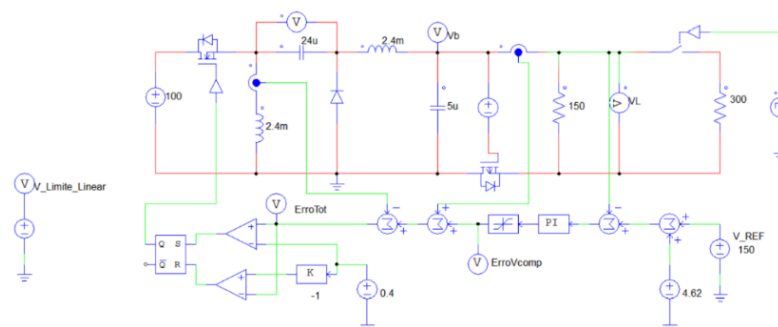 V
24u
2.4m
V Vb
100
2.4m
5u
150
V VL
300
V V_Limite_Linear
V
ErroTot
Σ
Σ
PI
Σ
Σ
V_REF
150
V
ErroVcomp
Q S
Q R
K
-1
0.4
4.62